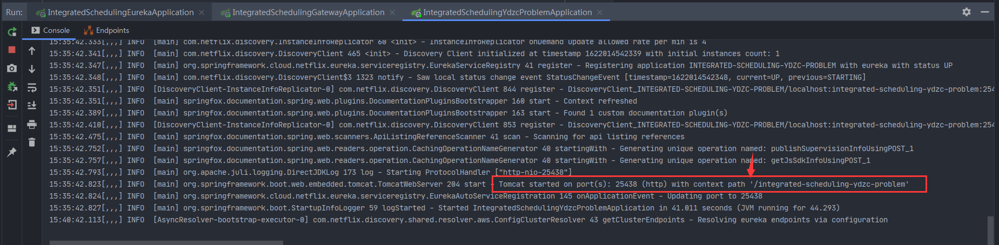 Run: IntegratedSchedulingEurekaApplication IntegratedSchedulingGatewayApplication IntegratedSchedulingYdzcProblemApplication
Console Endpoints
15:35:42.333[,,,] INFO [main] com.netflix.discovery.InstanceInfoReplicator 60 <init> - InstanceInfoReplicator onDemand update allowed rate per min is 4
15:35:42.341[,,,] INFO [main] com.netflix.discovery.DiscoveryClient 465 <init> - Discovery Client initialized at timestamp 1622014542339 with initial instances count: 1
15:35:42.347[,,,] INFO [main] org.springframework.cloud.netflix.eureka.serviceregistry.EurekaServiceRegistry 41 register - Registering application INTEGRATED-SCHEDULING-YDZC-PROBLEM with eureka with status UP
15:35:42.348[,,,] INFO [main] com.netflix.discovery.DiscoveryClient$3 1323 notify - Saw local status change event StatusChangeEvent [timestamp=1622014542348, current=UP, previous=STARTING]
15:35:42.351[,,,] INFO [DiscoveryClient-InstanceInfoReplicator-0] com.netflix.discovery.DiscoveryClient 844 register - DiscoveryClient_INTEGRATED-SCHEDULING-YDZC-PROBLEM/localhost:integrated-scheduling-ydzc-problem:254
15:35:42.351[,,,] INFO [main] springfox.documentation.spring.web.plugins.DocumentationPluginsBootstrapper 160 start - Context refreshed
15:35:42.389[,,,] INFO [main] springfox.documentation.spring.web.plugins.DocumentationPluginsBootstrapper 163 start - Found 1 custom documentation plugin(s)
15:35:42.410[,,,] INFO [DiscoveryClient-InstanceInfoReplicator-0] com.netflix.discovery.DiscoveryClient 853 register - DiscoveryClient_INTEGRATED-SCHEDULING-YDZC-PROBLEM/localhost:integrated-scheduling-ydzc-problem:254
15:35:42.475[,,,] INFO [main] springfox.documentation.spring.web.scanners.ApiListingReferenceScanner 41 scan - Scanning for api listing references
15:35:42.752[,,,] INFO [main] springfox.documentation.spring.web.readers.operation.CachingOperationNameGenerator 40 startingWith - Generating unique operation named: publishSupervisionInfoUsingPOST_1
15:35:42.757[,,,] INFO [main] springfox.documentation.spring.web.readers.operation.CachingOperationNameGenerator 40 startingWith - Generating unique operation named: getJsSdkInfoUsingPOST_1
15:35:42.793[,,,] INFO [main] org.apache.juli.logging.DirectJDKLog 173 log - Starting ProtocolHandler ["http-nio-25438"]
15:35:42.823[,,,] INFO [main] org.springframework.boot.web.embedded.tomcat.TomcatWebServer 204 start - Tomcat started on port(s): 25438 (http) with context path '/integrated-scheduling-ydzc-problem'
15:35:42.824[,,,] INFO [main] org.springframework.cloud.netflix.eureka.serviceregistry.EurekaAutoServiceRegistration 145 onApplicationEvent - Updating port to 25438
15:35:42.827[,,,] INFO [main] org.springframework.boot.StartupInfoLogger 59 logStarted - Started IntegratedSchedulingYdzcProblemApplication in 41.011 seconds (JVM running for 44.293)
15:40:42.113[,,,] INFO [AsyncResolver-bootstrap-executor-0] com.netflix.discovery.shared.resolver.aws.ConfigClusterResolver 43 getClusterEndpoints - Resolving eureka endpoints via configuration